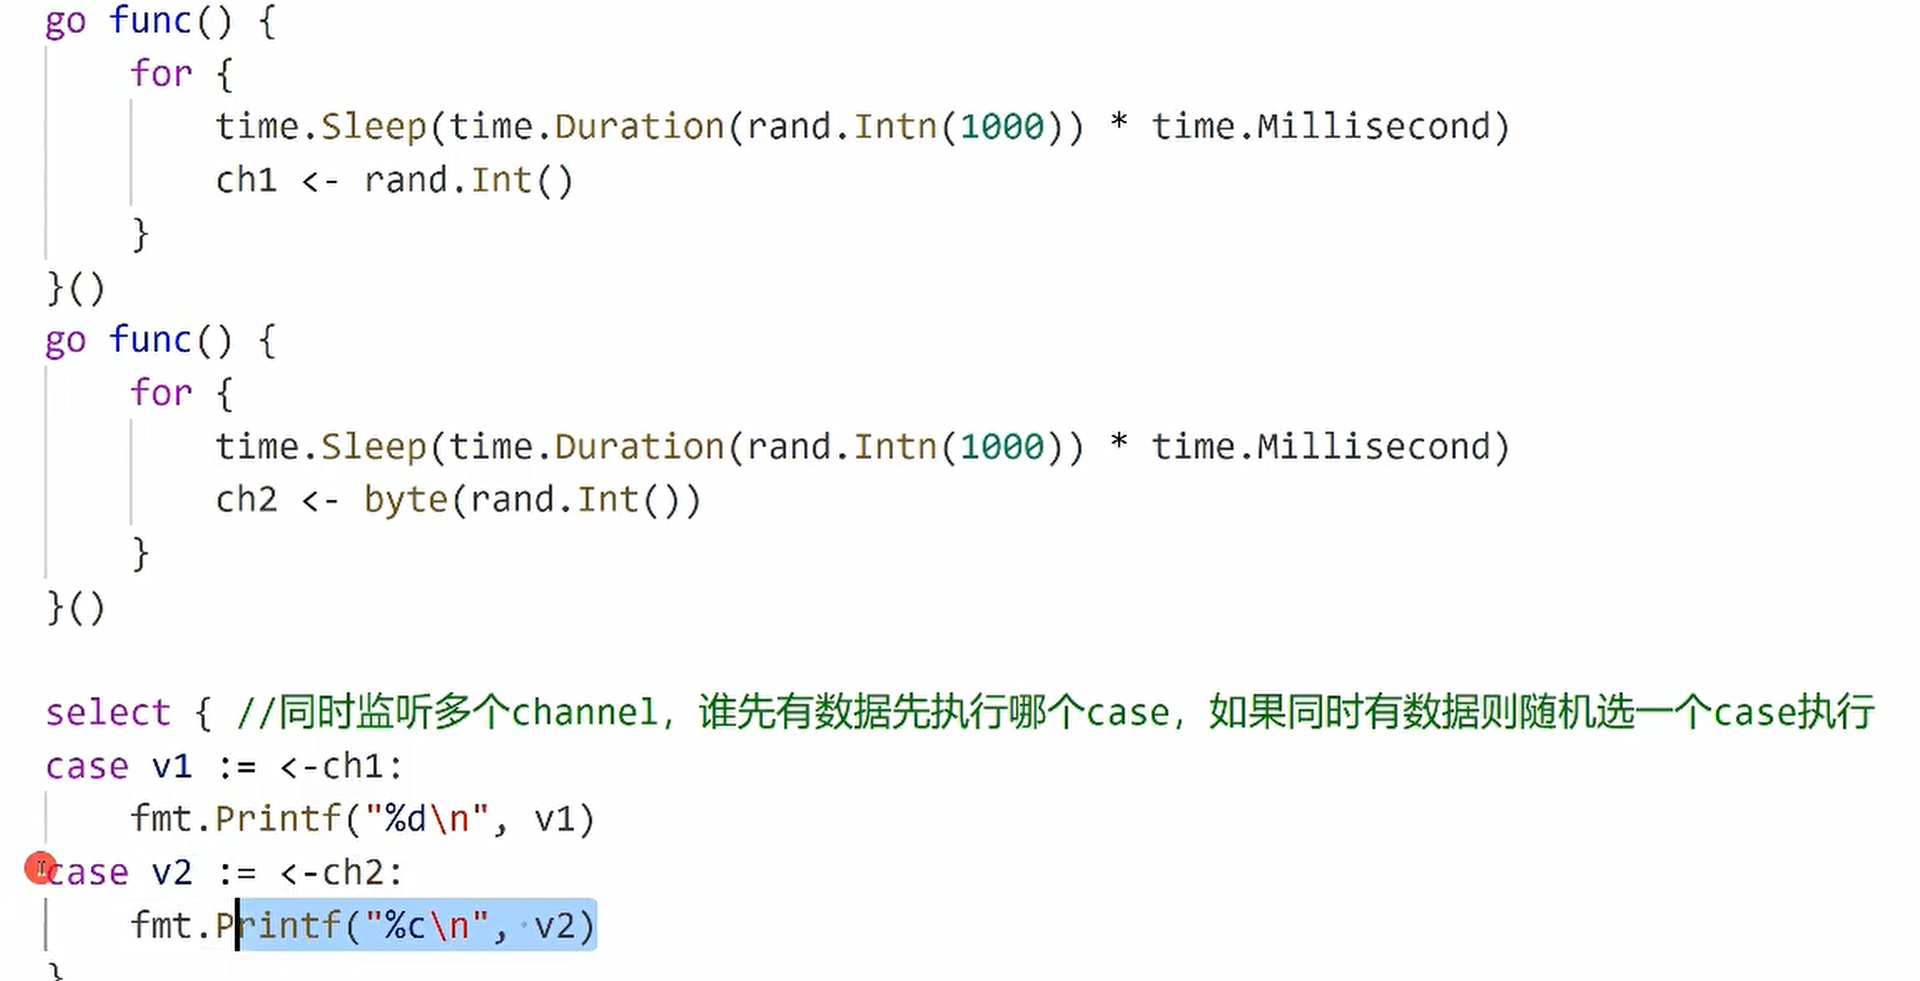 go func() {
for {
time.Sleep(time.Duration(rand.Intn(1000)) * time.Millisecond)
ch1 <- rand.Int()
}
}()
go func() {
for {
time.Sleep(time.Duration(rand.Intn(1000)) * time.Millisecond)
ch2 <- byte(rand.Int())
}
}()
select { //同时监听多个channel，谁先有数据先执行哪个case，如果同时有数据则随机选一个case执行
case v1 := <-ch1:
fmt.Printf("%d\n", v1)
case v2 := <-ch2:
fmt.Printf("%c\n", v2)
}